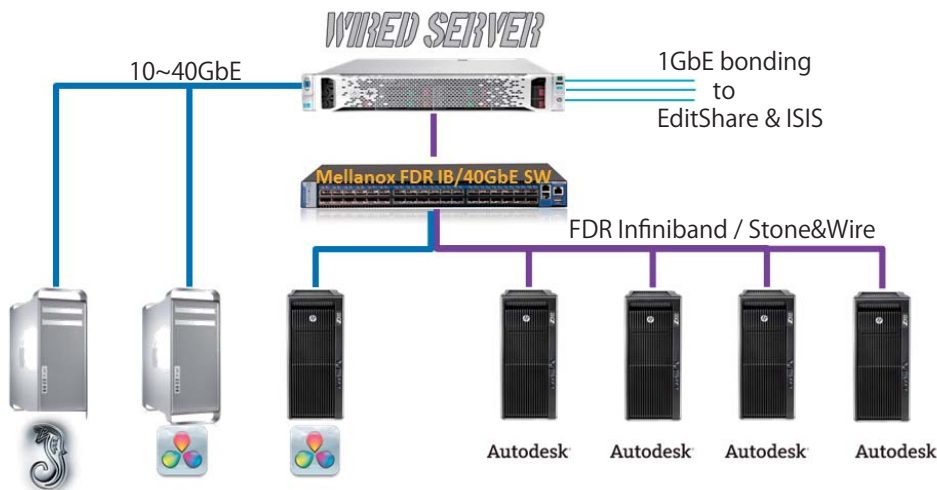 WIRED SERVER
10~40GbE
1GbE bonding
to
EditShare & ISIS
Mellanox FDR IB/40GbE SW
FDR Infiniband / Stone&Wire
Autodesk
Autodesk
Autodesk
Autodesk